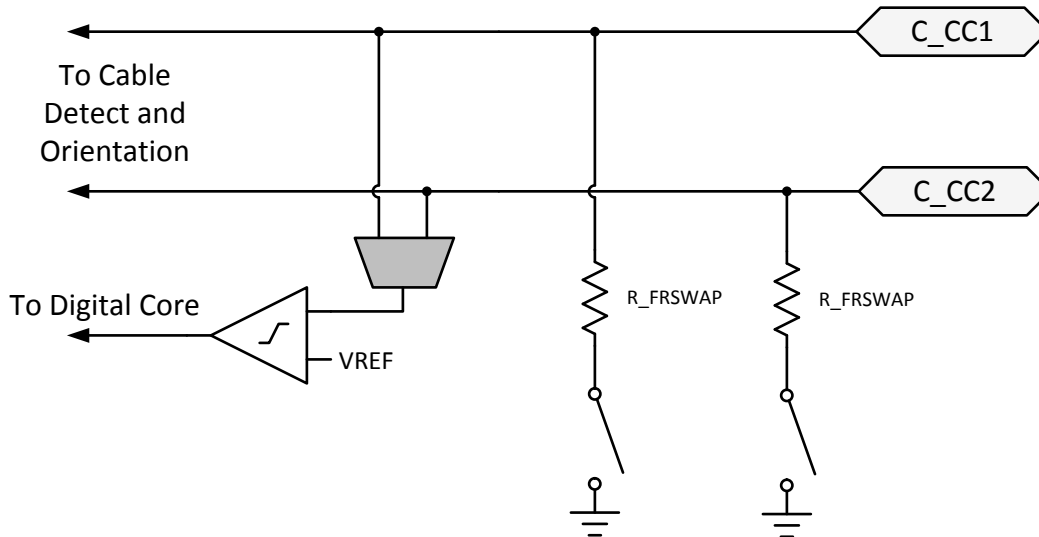 C_CC1
To Cable
Detect and
Orientation
C_CC2
To Digital Core
R_FRSWAP
R_FRSWAP
VREF